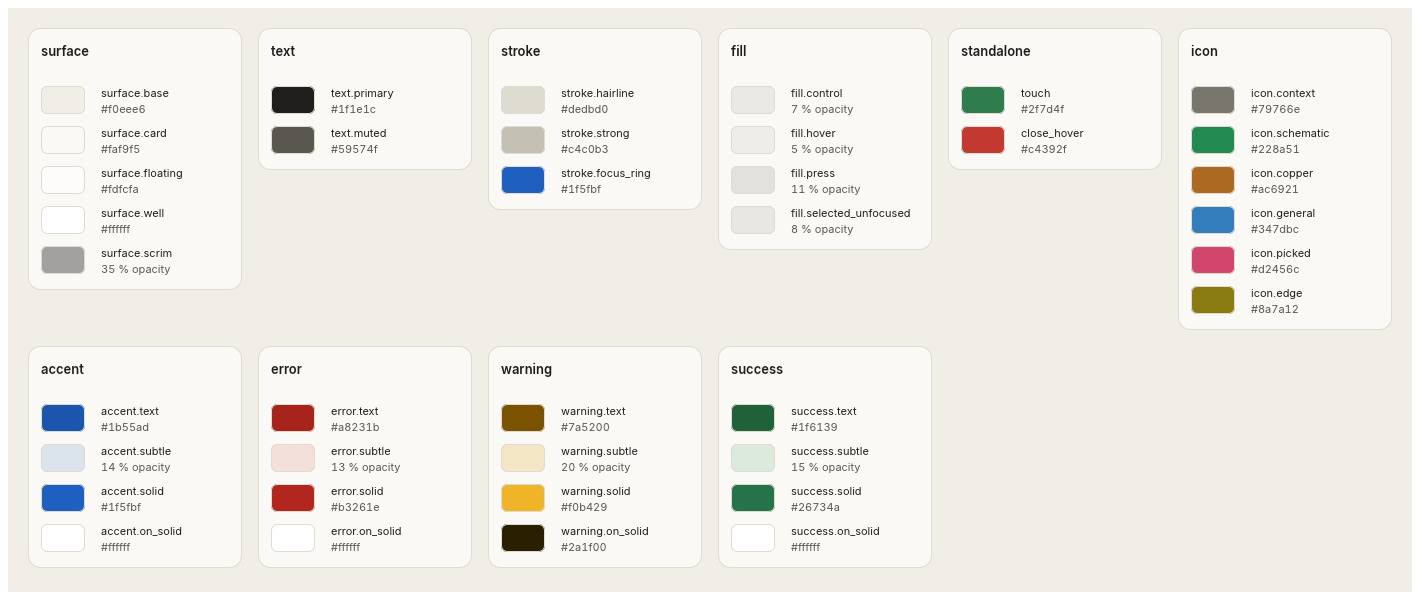 surface
surface.base
#f0eee6
surface.card
#faf9f5
surface.floating
#fdfcfa
surface.well
#ffffff
surface.scrim
35 % opacity
text
text.primary
#1f1e1c
text.muted
#59574f
stroke
stroke.hairline
#dedbd0
stroke.strong
#c4c0b3
stroke.focus_ring
#1f5fbf
fill
fill.control
7 % opacity
fill.hover
5 % opacity
fill.press
11 % opacity
fill.selected_unfocused
8 % opacity
standalone
touch
#2f7d4f
close_hover
#c4392f
icon
icon.context
#79766e
icon.schematic
#228a51
icon.copper
#ac6921
icon.general
#347dbc
icon.picked
#d2456c
icon.edge
#8a7a12
accent
accent.text
#1b55ad
accent.subtle
14 % opacity
accent.solid
#1f5fbf
accent.on_solid
#ffffff
error
error.text
#a8231b
error.subtle
13 % opacity
error.solid
#b3261e
error.on_solid
#ffffff
warning
warning.text
#7a5200
warning.subtle
20 % opacity
warning.solid
#f0b429
warning.on_solid
#2a1f00
success
success.text
#1f6139
success.subtle
15 % opacity
success.solid
#26734a
success.on_solid
#ffffff